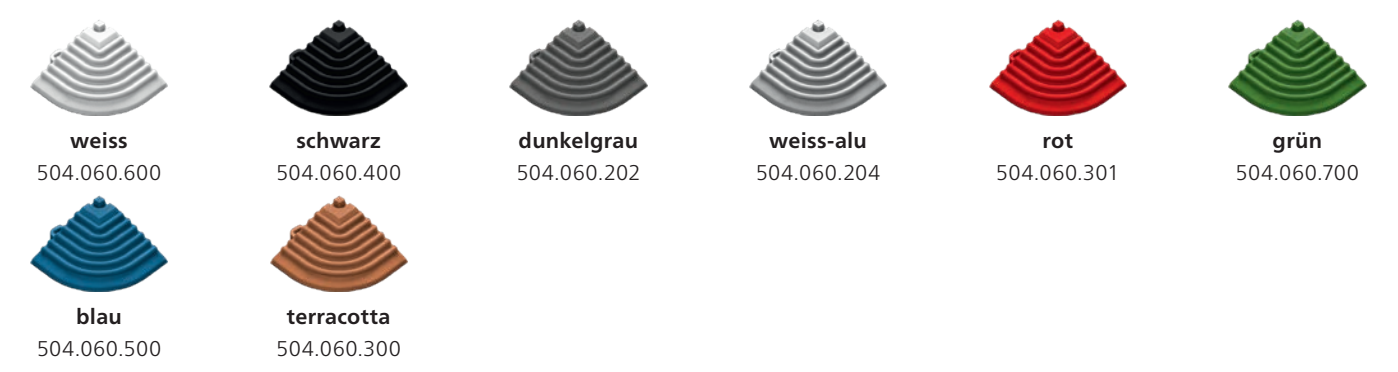 weiss schwarz dunkelgrau weiss-alu rot grün
504.060.600 504.060.400 504.060.202 504.060.204 504.060.301 504.060.700
blau terracotta
504.060.500 504.060.300